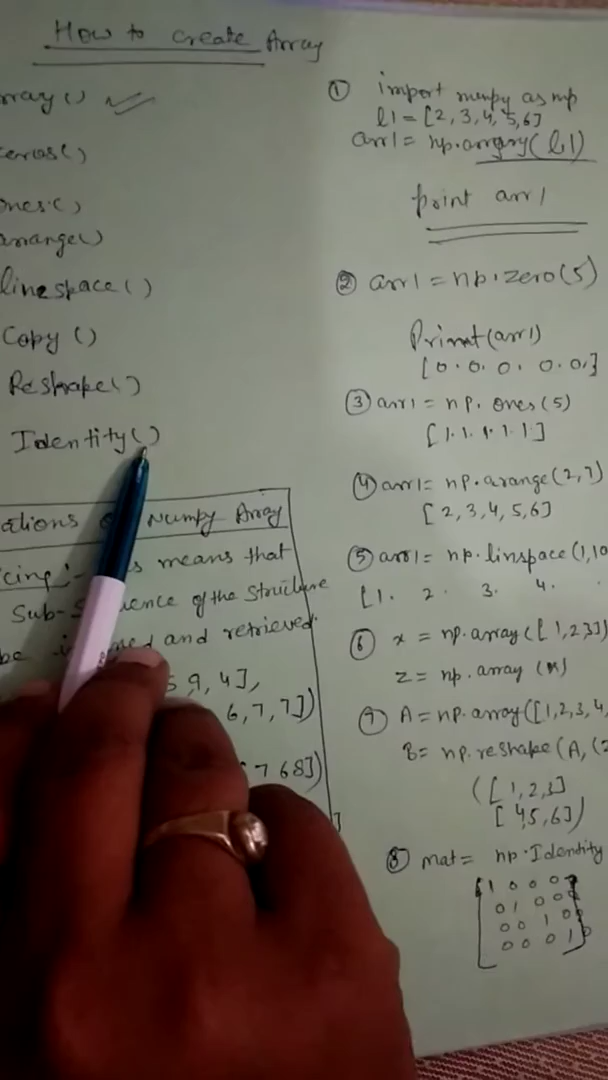 How to create Array
rray()
eros()
ones()
arrange()
linespace()
Copy ()
Reshape()
Identity()
ations of Numpy Array
cing :- means that
Sub- uence of the Structure
be and retrieved.
5, 9, 4],
6, 7, 7])
7 6 8])
① import numpy as np
l1 = [2, 3, 4, 5, 6]
arr1 = np.array(l1)
print arr1
② arr1 = np.zero(5)
Print(arr1)
[0. 0. 0. 0. 0.]
③ arr1 = np. ones(5)
[1. 1. 1. 1. 1.]
④ arr1 = np.arange(2,7)
[2, 3, 4, 5, 6]
⑤ arr1 = np.linspace(1,10
[1. 2. 3. 4.
⑥ x = np.array([1,2 3])
z = np.array (x)
⑦ A = np.array([1,2,3,4,
B = np.reshape(A, (2
([1, 2, 3]
[4, 5, 6])
⑧ mat = np.Identity
1 0 0 0
0 1 0 0
0 0 1 0
0 0 0 1